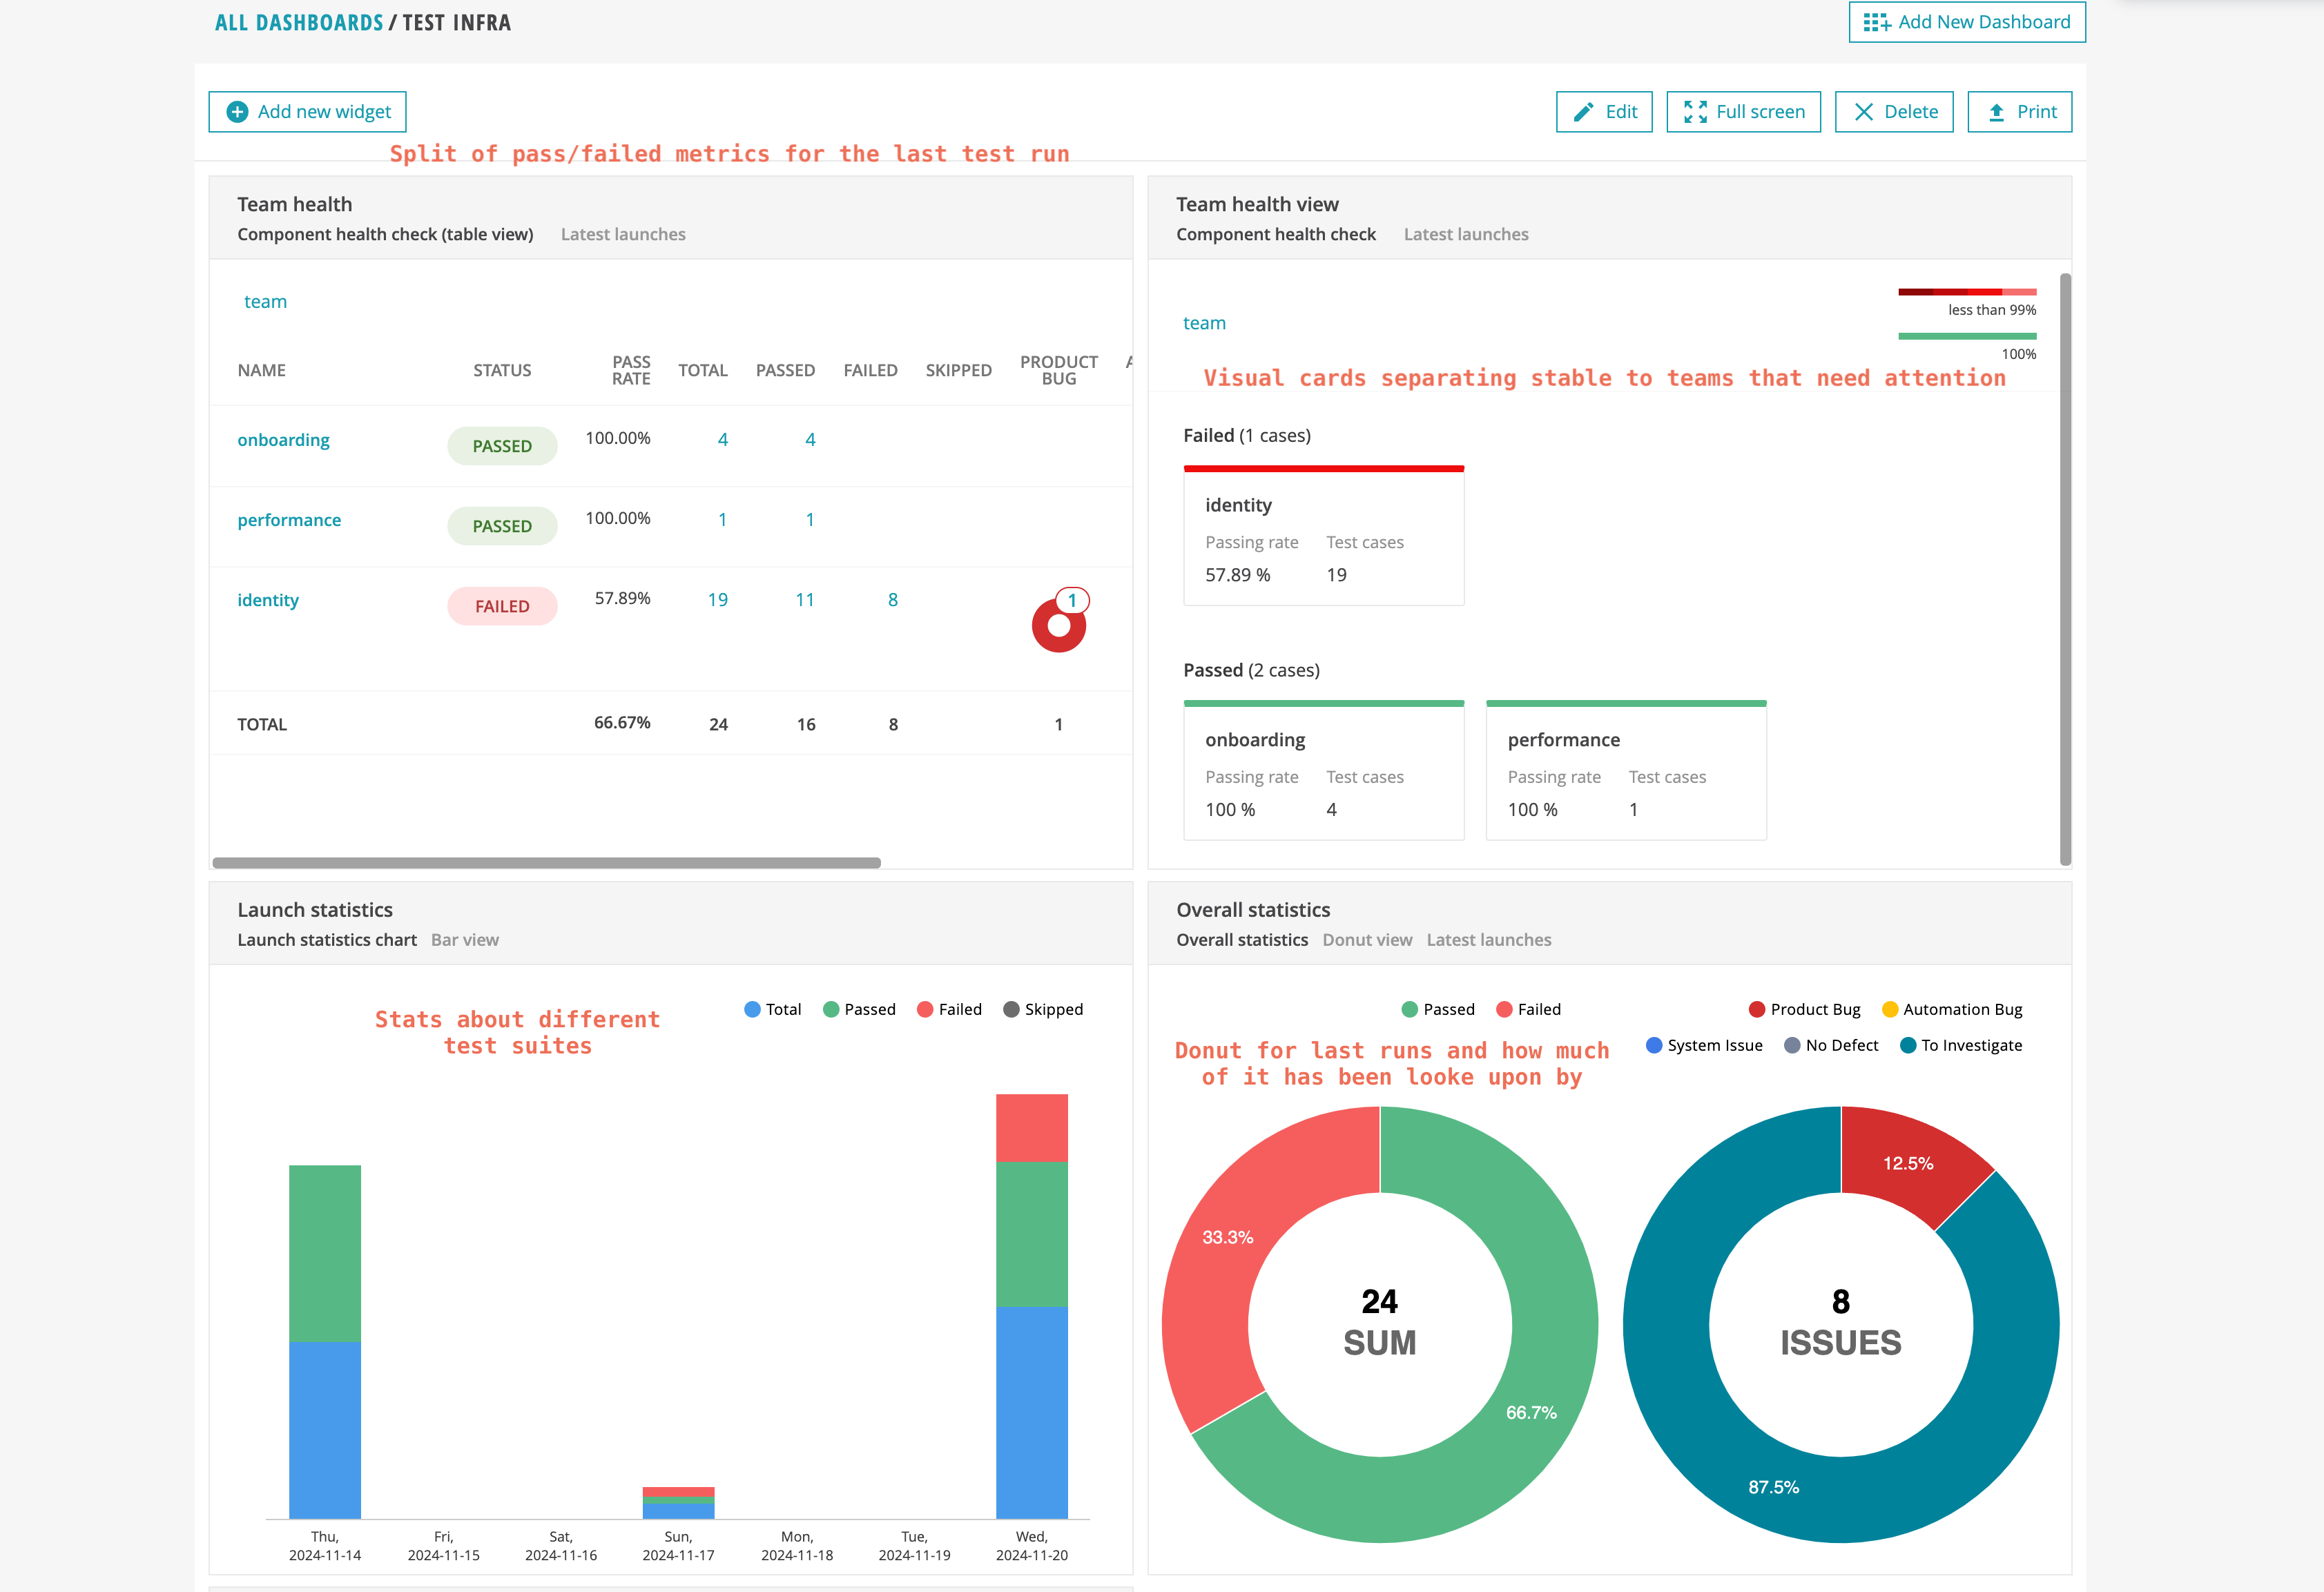 ALL DASHBOARDS / TEST INFRA
Add New Dashboard
Add new widget
Edit
Full screen
Delete
Print
Split of pass/failed metrics for the last test run
Team health
Component health check (table view) Latest launches
team
NAME STATUS PASS RATE TOTAL PASSED FAILED SKIPPED PRODUCT BUG A
onboarding PASSED 100.00% 4 4
performance PASSED 100.00% 1 1
identity FAILED 57.89% 19 11 8 1
TOTAL 66.67% 24 16 8 1
Team health view
Component health check Latest launches
less than 99%
team
100%
Visual cards separating stable to teams that need attention
Failed (1 cases)
identity
Passing rate Test cases
57.89 % 19
Passed (2 cases)
onboarding
Passing rate Test cases
100 % 4
performance
Passing rate Test cases
100 % 1
Launch statistics
Launch statistics chart Bar view
Total Passed Failed Skipped
Stats about different
test suites
Thu, 2024-11-14
Fri, 2024-11-15
Sat, 2024-11-16
Sun, 2024-11-17
Mon, 2024-11-18
Tue, 2024-11-19
Wed, 2024-11-20
Overall statistics
Overall statistics Donut view Latest launches
Passed Failed
Product Bug Automation Bug
System Issue No Defect To Investigate
Donut for last runs and how much
of it has been looke upon by
33.3%
24
SUM
66.7%
12.5%
8
ISSUES
87.5%